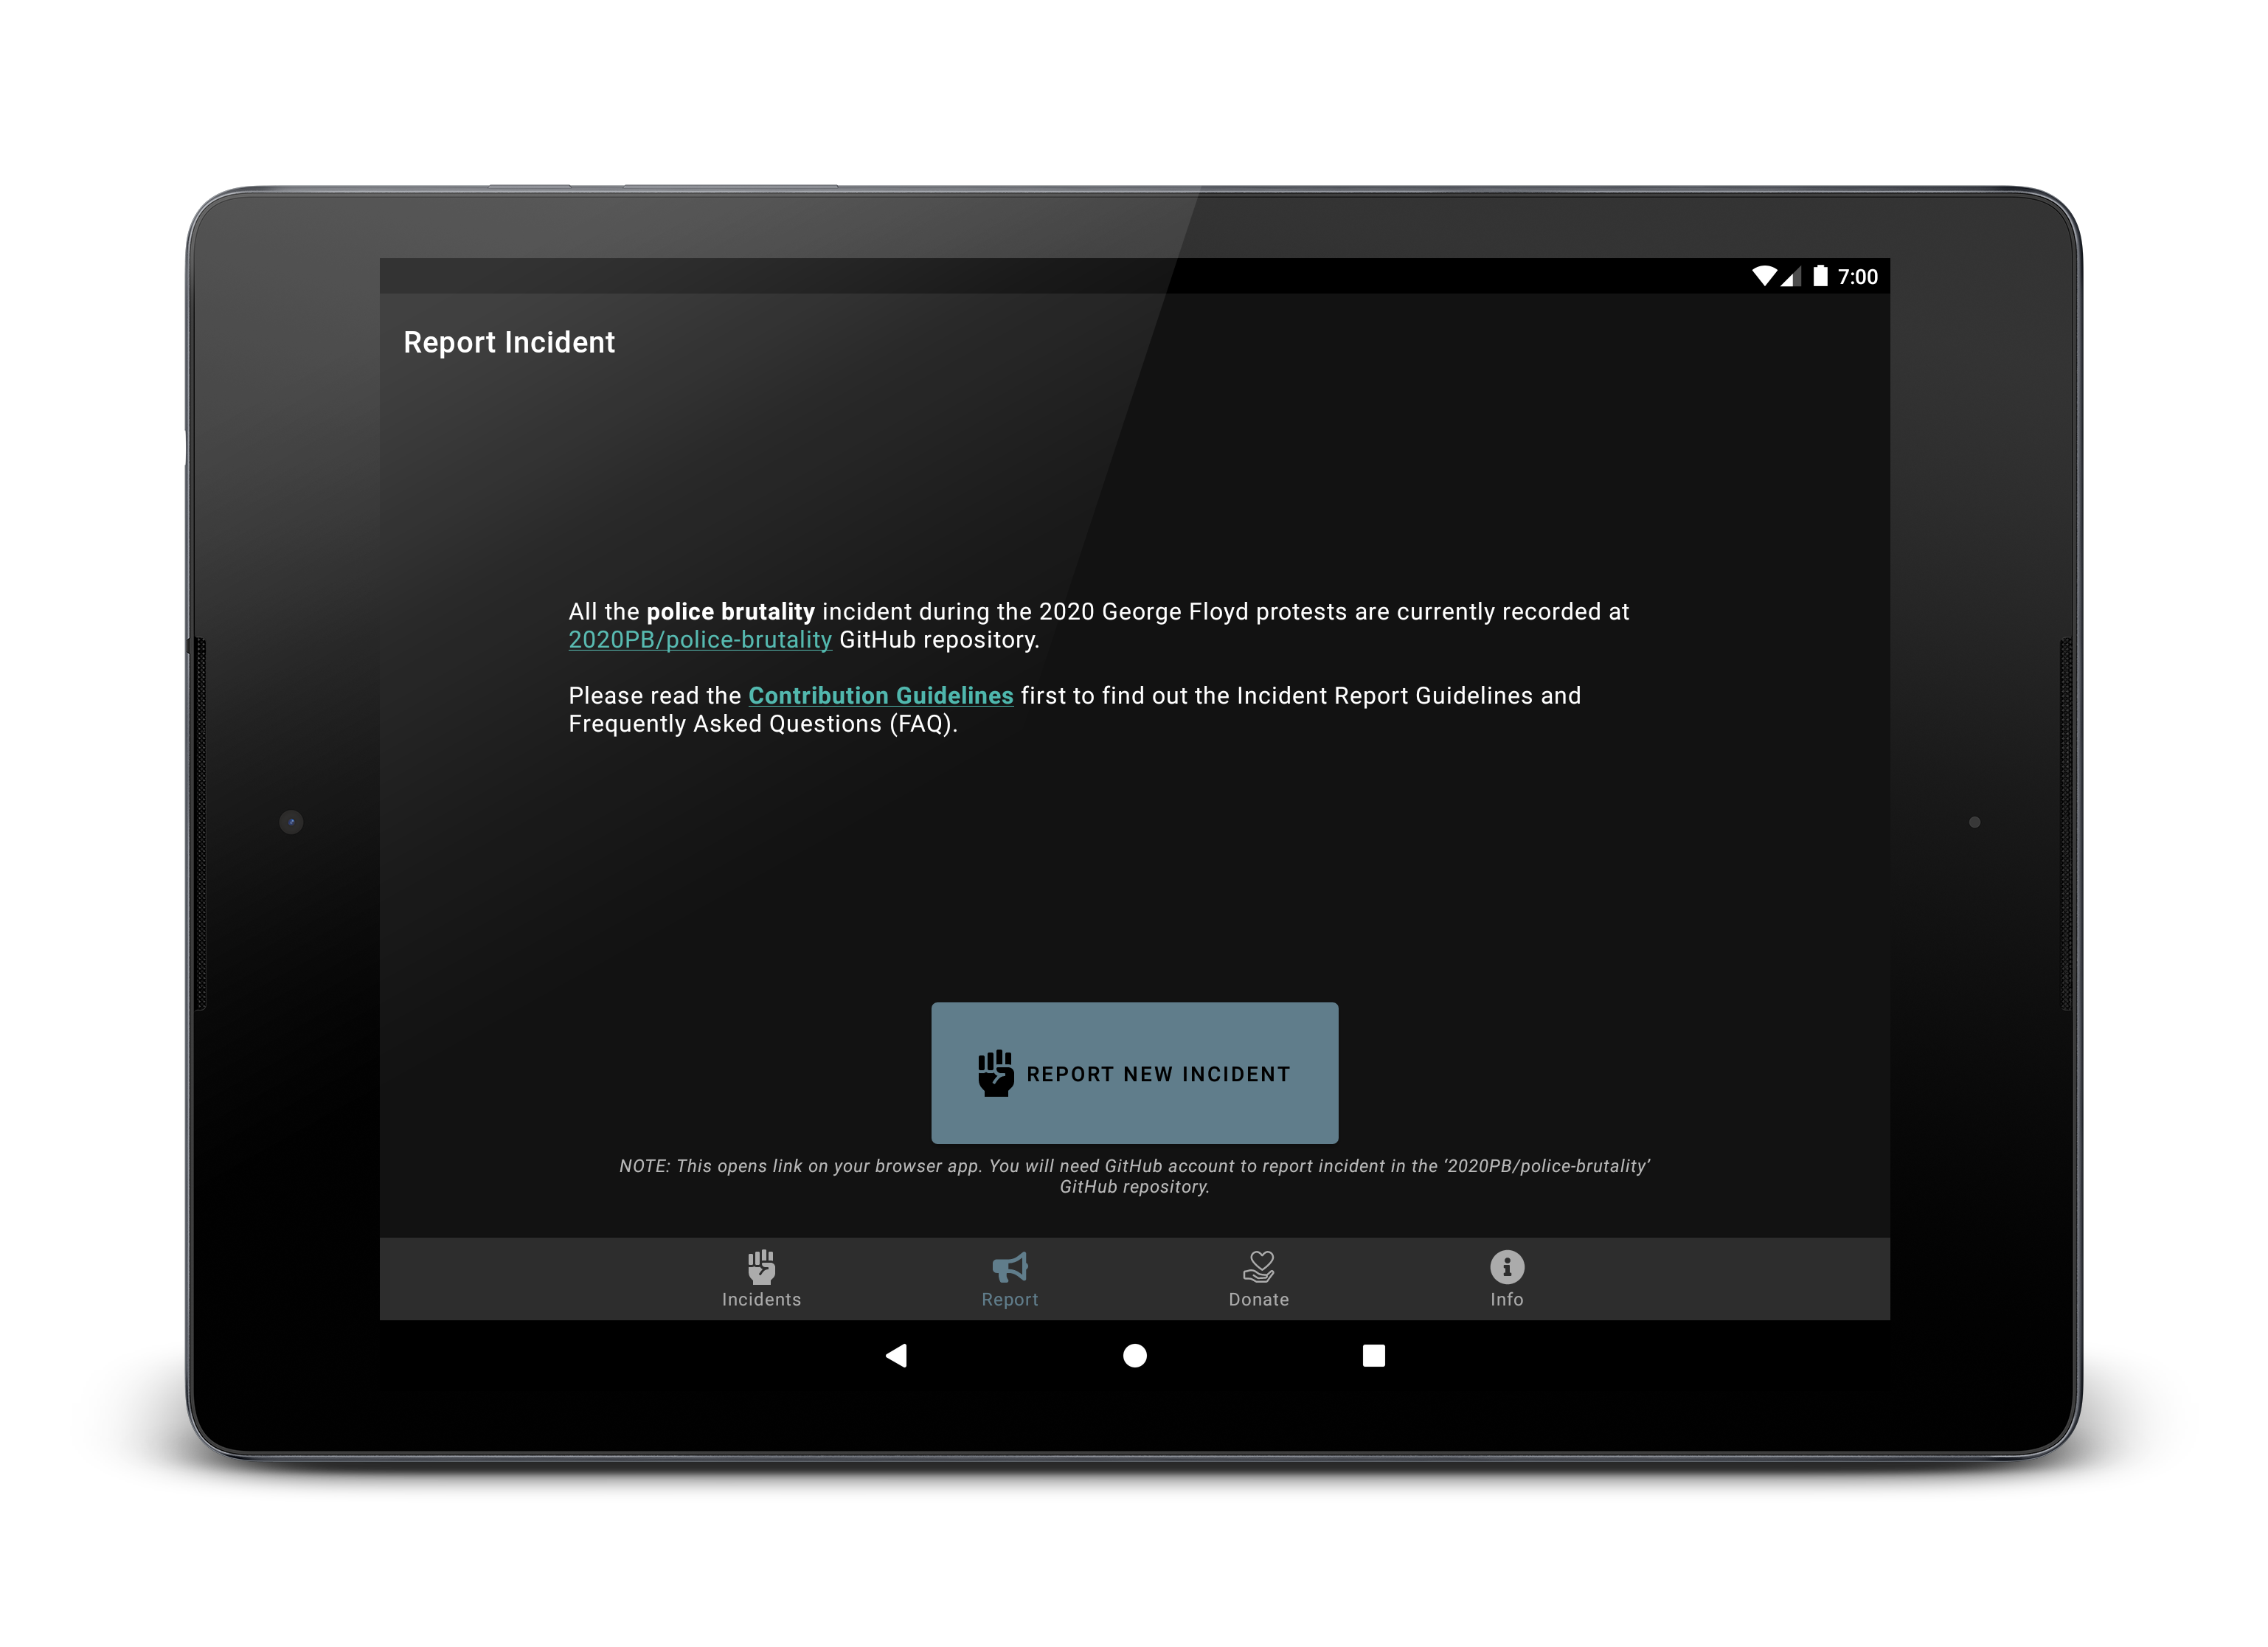 7:00
Report Incident
All the police brutality incident during the 2020 George Floyd protests are currently recorded at
2020PB/police-brutality GitHub repository.
Please read the Contribution Guidelines first to find out the Incident Report Guidelines and
Frequently Asked Questions (FAQ).
REPORT NEW INCIDENT
NOTE: This opens link on your browser app. You will need GitHub account to report incident in the ‘2020PB/police-brutality’
GitHub repository.
Incidents
Report
Donate
Info